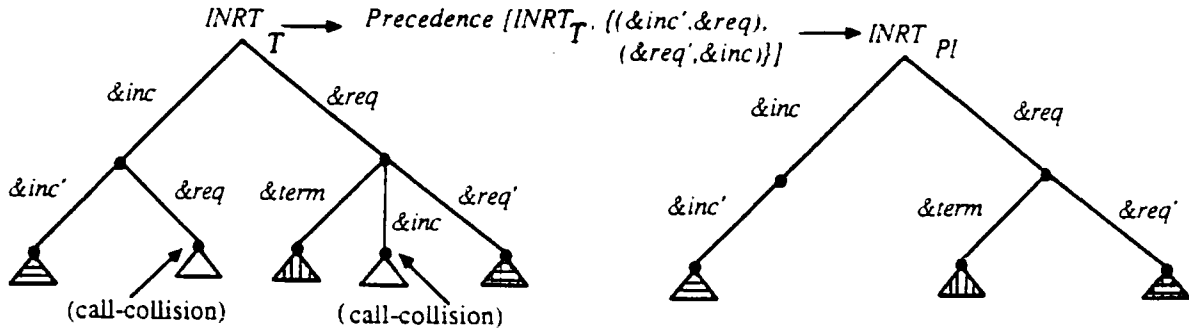 INRT T Precedence [INRT T, {(&inc',&req),
(&req',&inc)}] INRT PI
&inc &req &inc &req
&inc' &req &term &inc &req' &inc' &term &req'
(call-collision) (call-collision)